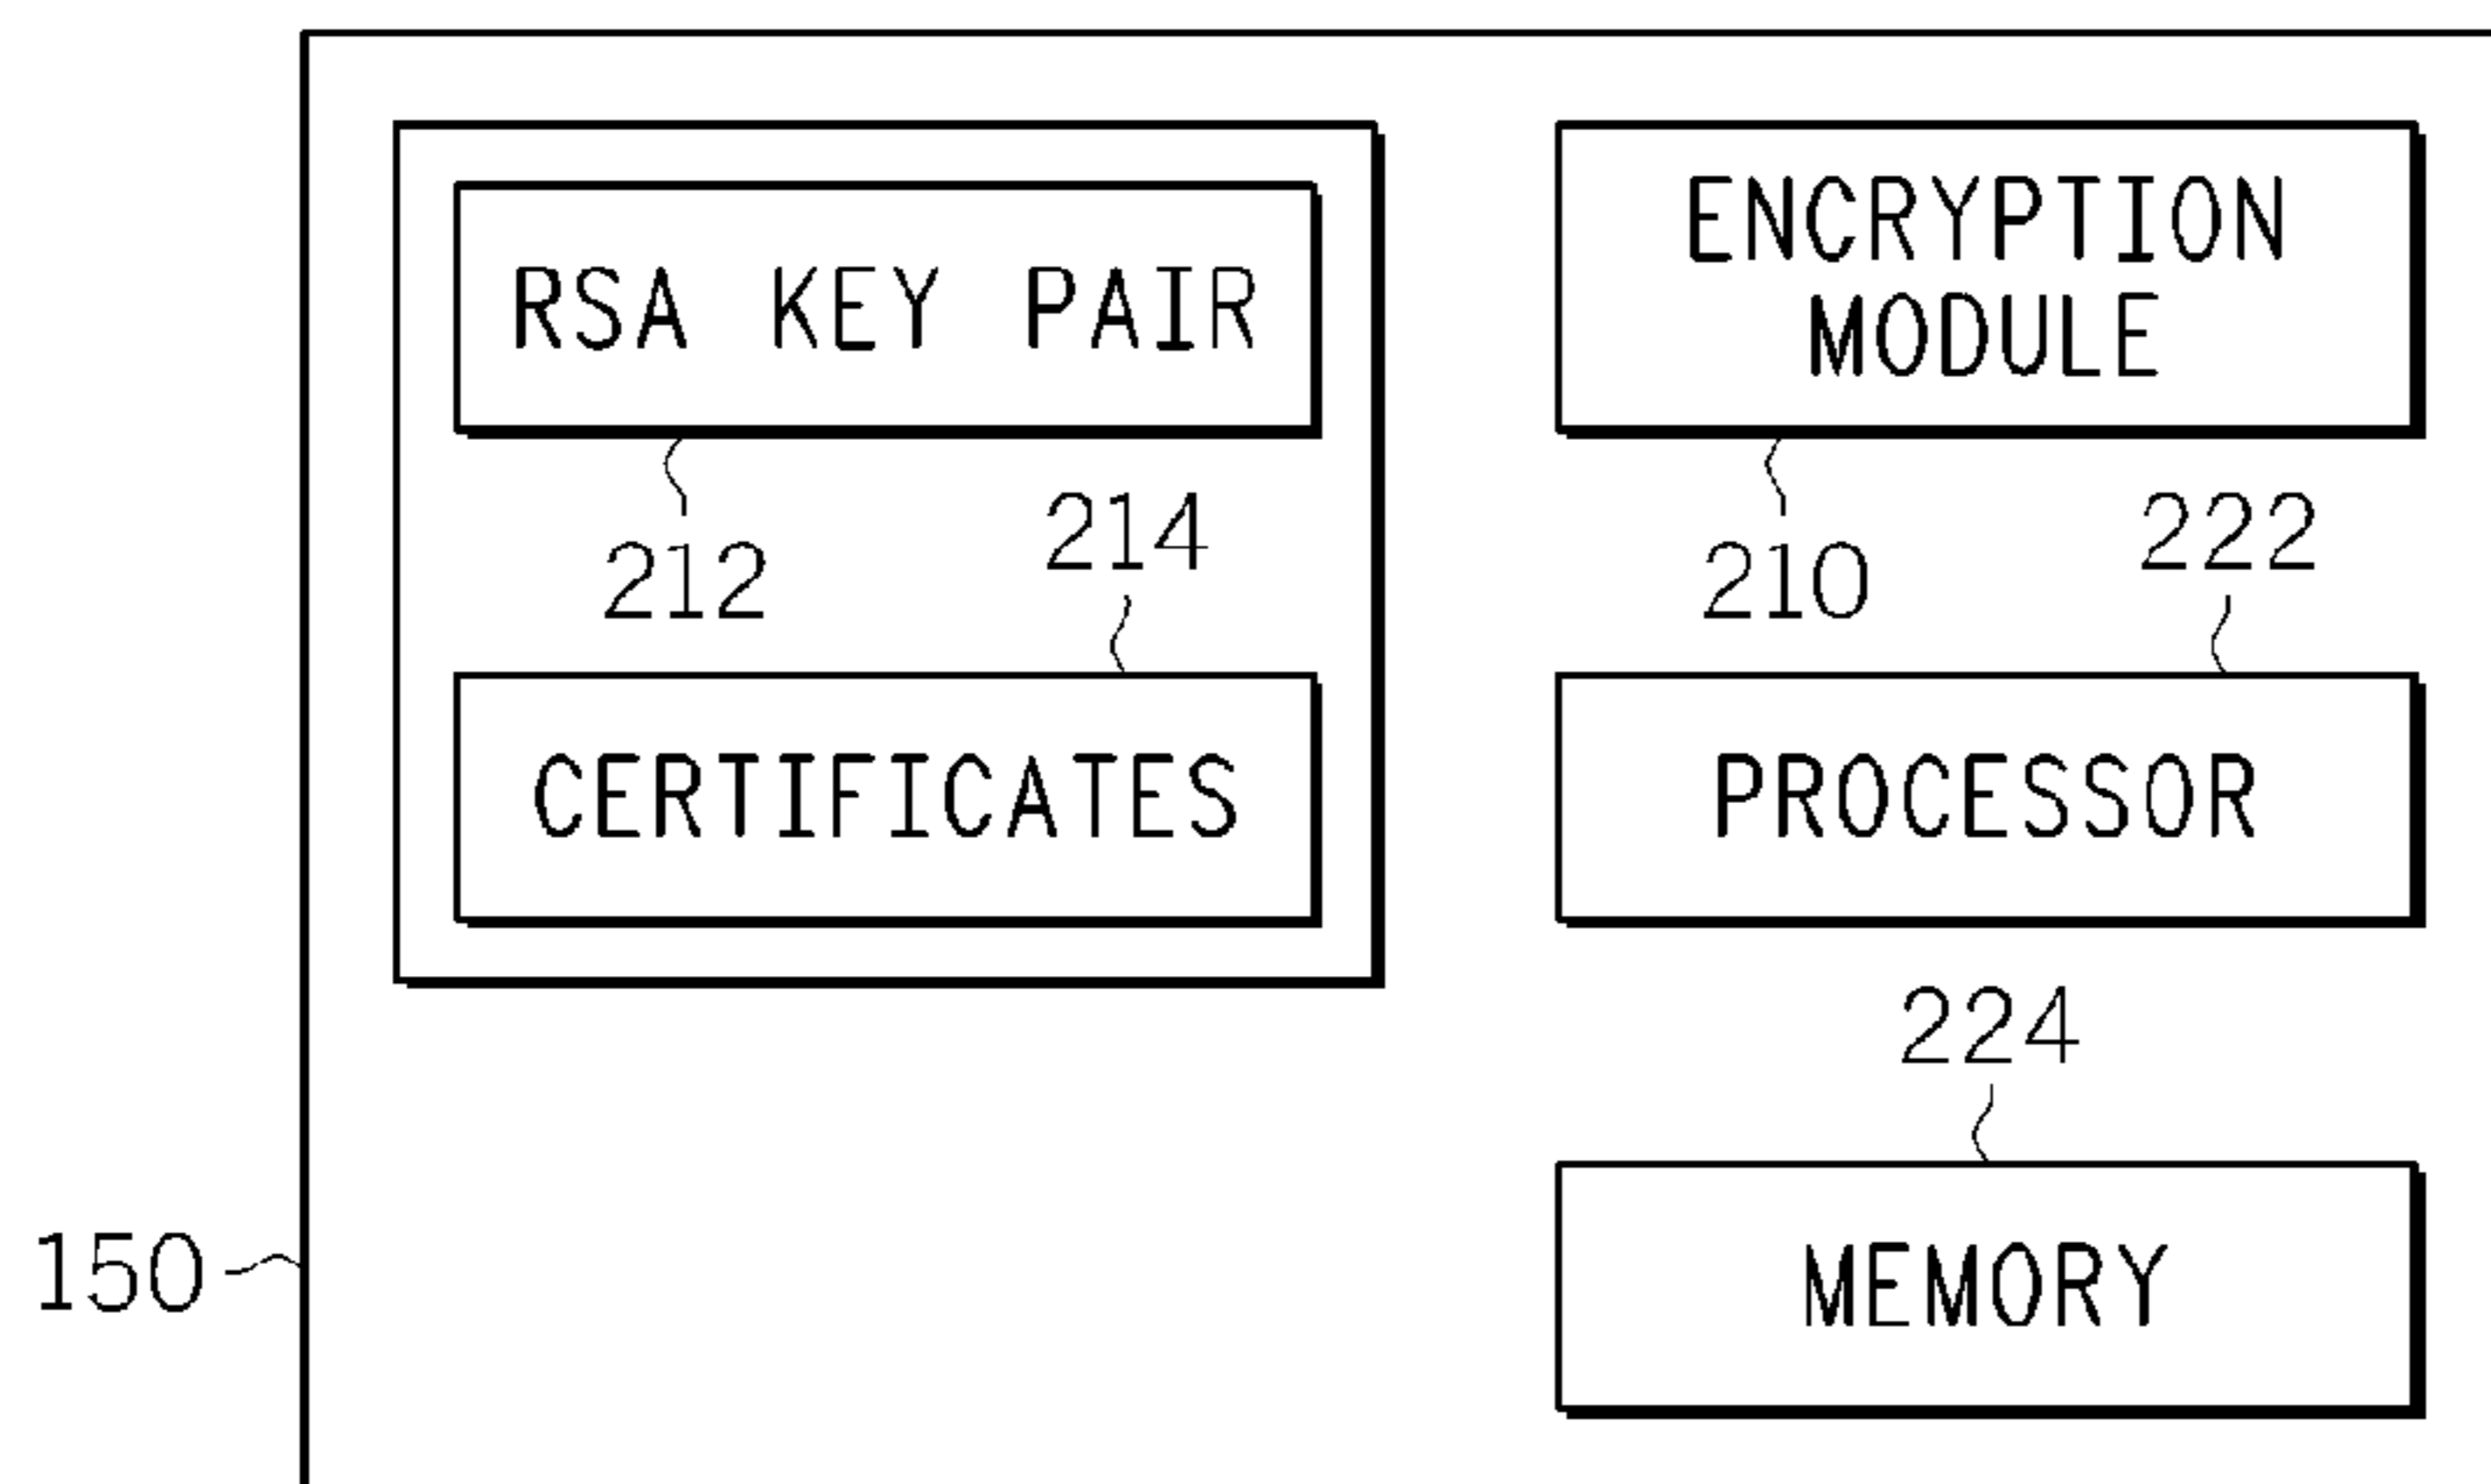 RSA KEY PAIR
212
214
CERTIFICATES
ENCRYPTION
MODULE
210
222
PROCESSOR
224
MEMORY
150